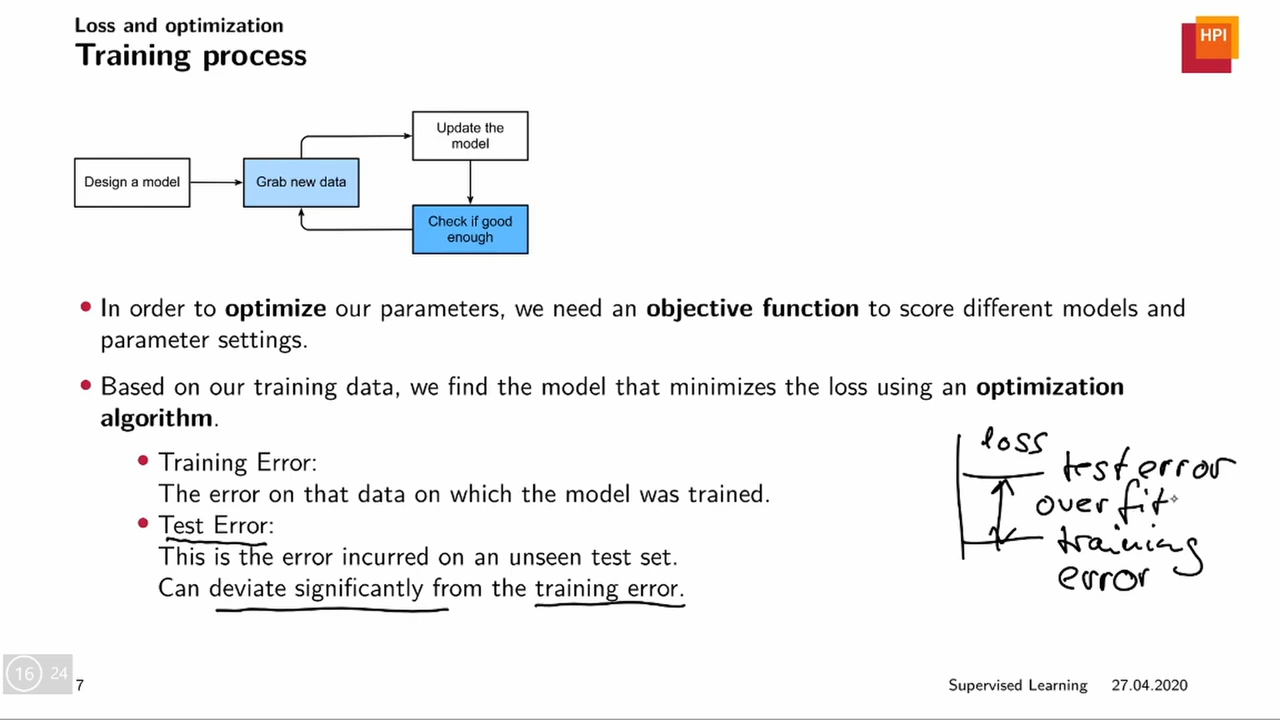 Loss and optimization
Training process
HPI
Update the
model
Design a model
Grab new data
Check if good
enough
• In order to optimize our parameters, we need an objective function to score different models and
parameter settings.
• Based on our training data, we find the model that minimizes the loss using an optimization
algorithm.
• Training Error:
The error on that data on which the model was trained.
• Test Error:
This is the error incurred on an unseen test set.
Can deviate significantly from the training error.
loss
test error
over fit
training
error
16 24
7
Supervised Learning 27.04.2020